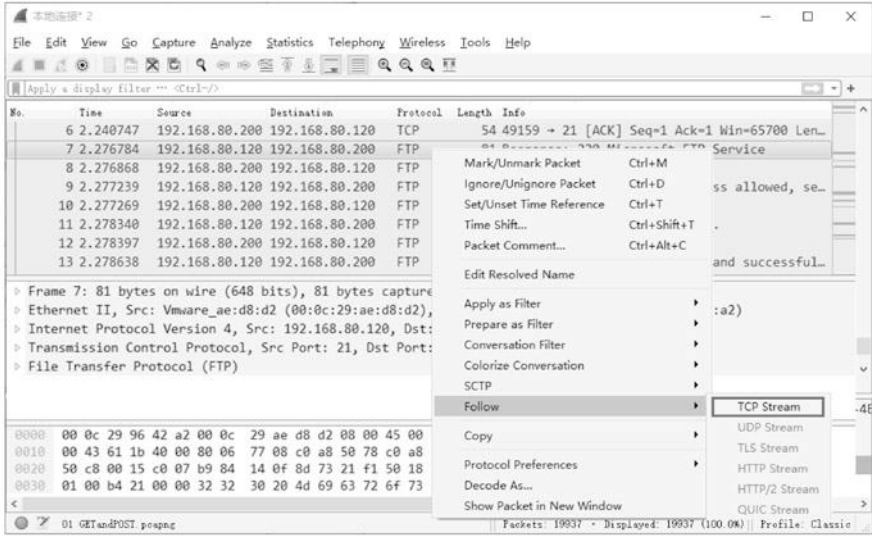 本地连接* 2
File Edit View Go Capture Analyze Statistics Telephony Wireless Tools Help
Apply a display filter … <Ctrl-/>
No. Time Source Destination Protocol Length Info
6 2.240747 192.168.80.200 192.168.80.120 TCP 54 49159 → 21 [ACK] Seq=1 Ack=1 Win=65700 Len…
7 2.276784 192.168.80.120 192.168.80.200 FTP 81 Response: 220 Microsoft FTP Service
8 2.276868 192.168.80.200 192.168.80.120 FTP
9 2.277239 192.168.80.120 192.168.80.200 FTP ss allowed, se…
10 2.277269 192.168.80.200 192.168.80.120 FTP
11 2.278340 192.168.80.120 192.168.80.200 FTP .
12 2.278397 192.168.80.200 192.168.80.120 FTP
13 2.278638 192.168.80.120 192.168.80.200 FTP and successful…
Frame 7: 81 bytes on wire (648 bits), 81 bytes capture
Ethernet II, Src: Vmware_ae:d8:d2 (00:0c:29:ae:d8:d2), :a2)
Internet Protocol Version 4, Src: 192.168.80.120, Dst:
Transmission Control Protocol, Src Port: 21, Dst Port:
File Transfer Protocol (FTP)
0000 00 0c 29 96 42 a2 00 0c 29 ae d8 d2 08 00 45 00
0010 00 43 61 1b 40 00 80 06 77 08 c0 a8 50 78 c0 a8
0020 50 c8 00 15 c0 07 b9 84 14 0f 8d 73 21 f1 50 18
0030 01 00 b4 21 00 00 32 32 30 20 4d 69 63 72 6f 73
Mark/Unmark Packet Ctrl+M
Ignore/Unignore Packet Ctrl+D
Set/Unset Time Reference Ctrl+T
Time Shift... Ctrl+Shift+T
Packet Comment... Ctrl+Alt+C
Edit Resolved Name
Apply as Filter
Prepare as Filter
Conversation Filter
Colorize Conversation
SCTP
Follow
Copy
Protocol Preferences
Decode As...
Show Packet in New Window
TCP Stream
UDP Stream
TLS Stream
HTTP Stream
HTTP/2 Stream
QUIC Stream
01 GETandPOST.pcapng Packets: 19937 · Displayed: 19937 (100.0%) Profile: Classic